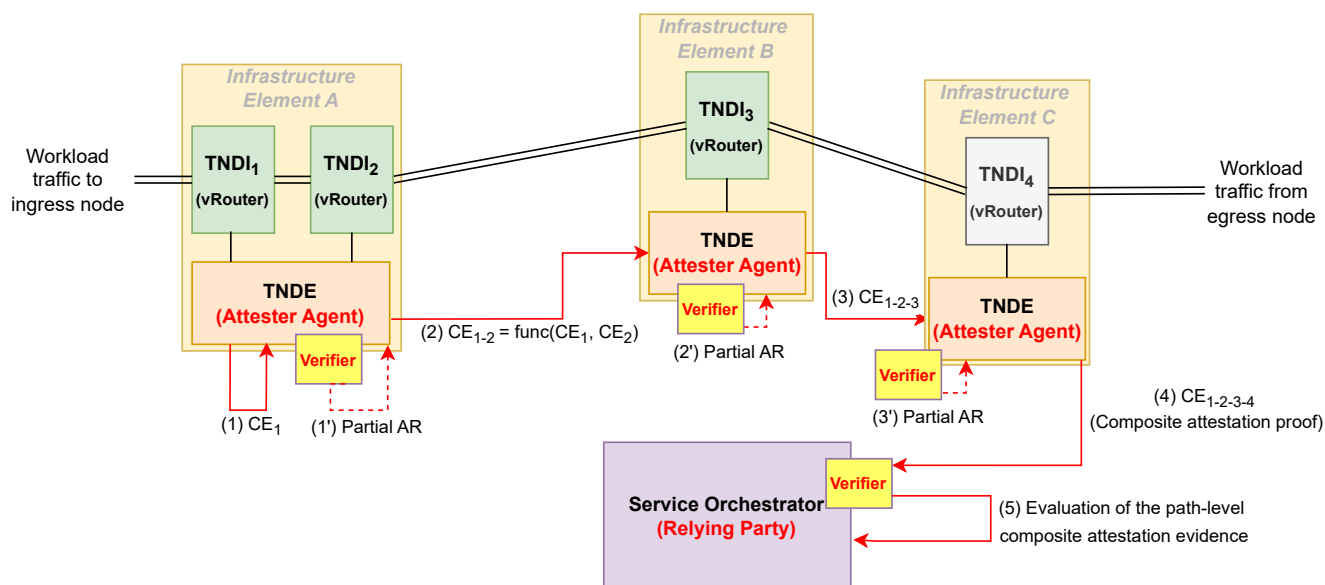 Infrastructure
Element A
TNDI1
(vRouter)
TNDI2
(vRouter)
Workload
traffic to
ingress node
TNDE
(Attester Agent)
Verifier
(1) CE1
(1') Partial AR
(2) CE1-2 = func(CE1, CE2)
Infrastructure
Element B
TNDI3
(vRouter)
TNDE
(Attester Agent)
Verifier
(2') Partial AR
(3) CE1-2-3
Infrastructure
Element C
TNDI4
(vRouter)
Workload
traffic from
egress node
TNDE
(Attester Agent)
Verifier
(3') Partial AR
(4) CE1-2-3-4
(Composite attestation proof)
Service Orchestrator
(Relying Party)
Verifier
(5) Evaluation of the path-level
composite attestation evidence